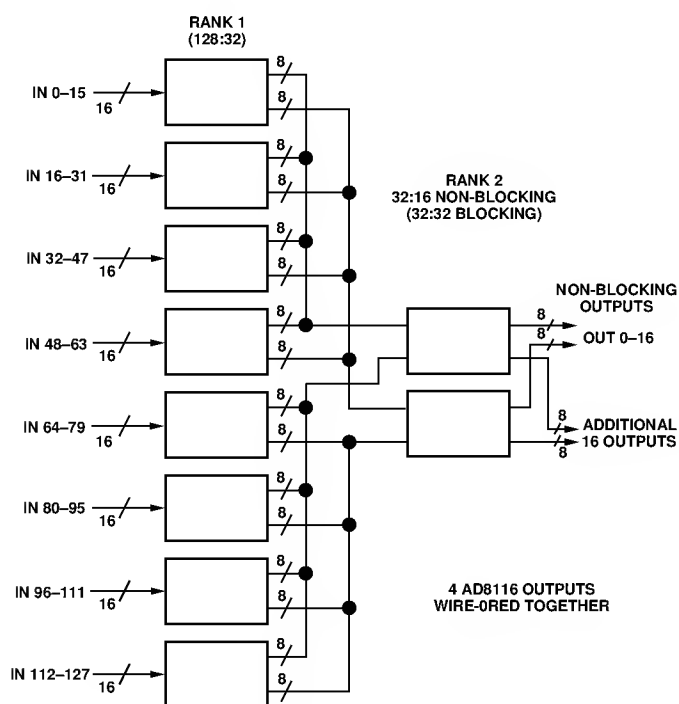 RANK 1
(128:32)
8
IN 0–15
16
8
8
IN 16–31
16
8
RANK 2
32:16 NON-BLOCKING
(32:32 BLOCKING)
8
IN 32–47
16
8
NON-BLOCKING
OUTPUTS
8
8
IN 48–63
16
8
8
OUT 0–16
8
IN 64–79
16
8
8
ADDITIONAL
16 OUTPUTS
8
8
IN 80–95
16
8
8
IN 96–111
16
8
4 AD8116 OUTPUTS
WIRE-0RED TOGETHER
8
IN 112–127
16
8